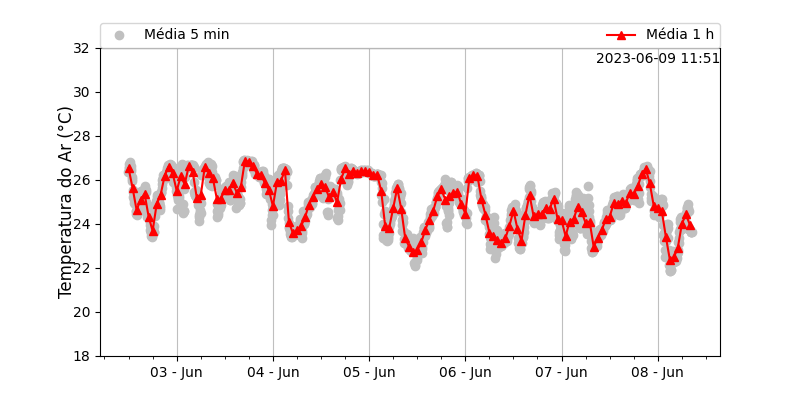 Média 5 min
Média 1 h
2023-06-09 11:51
Temperatura do Ar (°C)
32
30
28
26
24
22
20
18
03 - Jun
04 - Jun
05 - Jun
06 - Jun
07 - Jun
08 - Jun